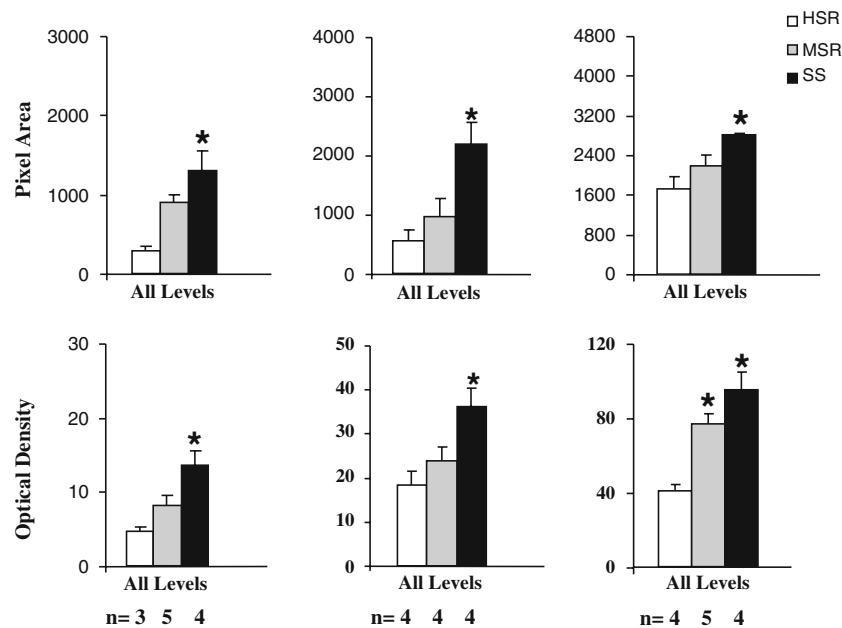 HSR
MSR
SS
Pixel Area
3000
2000
1000
0
*
All Levels
4000
3000
2000
1000
0
*
All Levels
4800
4000
3200
2400
1600
800
0
*
All Levels
Optical Density
30
20
10
0
*
All Levels
50
40
30
20
10
0
*
All Levels
120
80
40
0
*
*
All Levels
n= 3 5 4
n= 4 4 4
n= 4 5 4